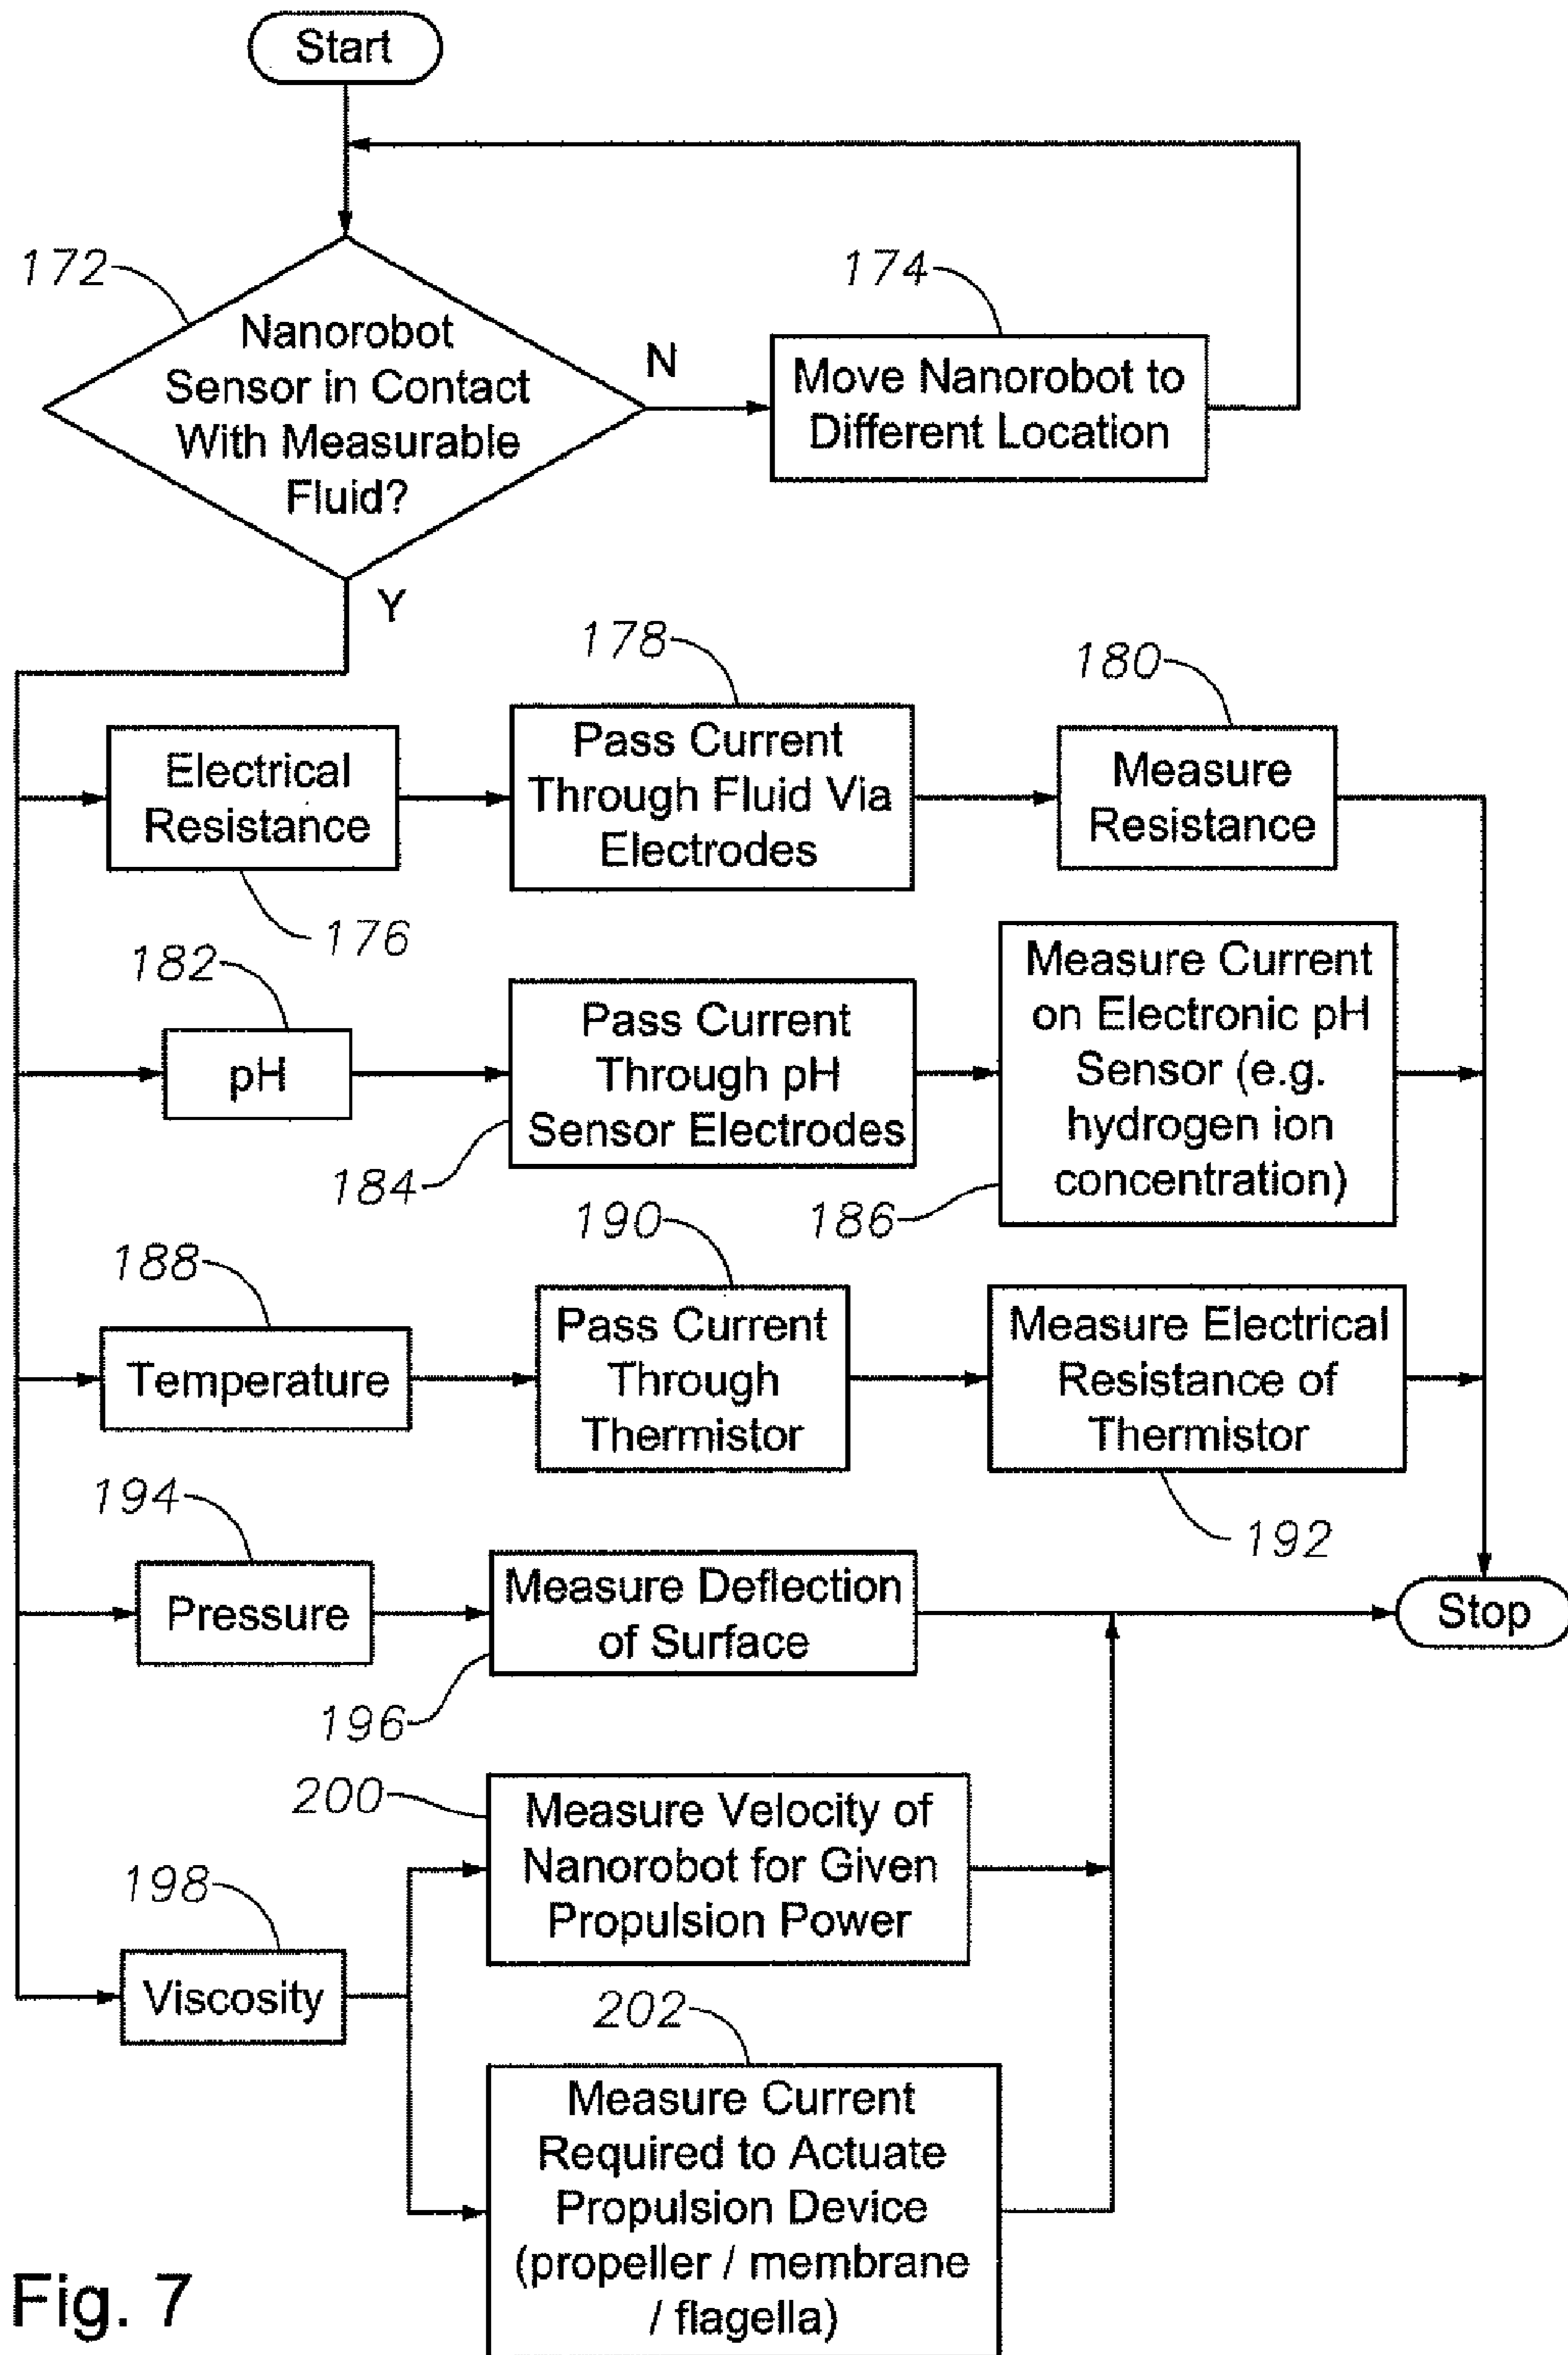 Start
172
Nanorobot
Sensor in Contact
With Measurable
Fluid?
N
174
Move Nanorobot to
Different Location
Y
Electrical
Resistance
176
178
Pass Current
Through Fluid Via
Electrodes
180
Measure
Resistance
182
pH
Pass Current
Through pH
Sensor Electrodes
184
Measure Current
on Electronic pH
Sensor (e.g.
hydrogen ion
concentration)
186
188
Temperature
190
Pass Current
Through
Thermistor
Measure Electrical
Resistance of
Thermistor
192
194
Pressure
Measure Deflection
of Surface
196
Stop
198
Viscosity
200
Measure Velocity of
Nanorobot for Given
Propulsion Power
202
Measure Current
Required to Actuate
Propulsion Device
(propeller / membrane
/ flagella)
Fig. 7